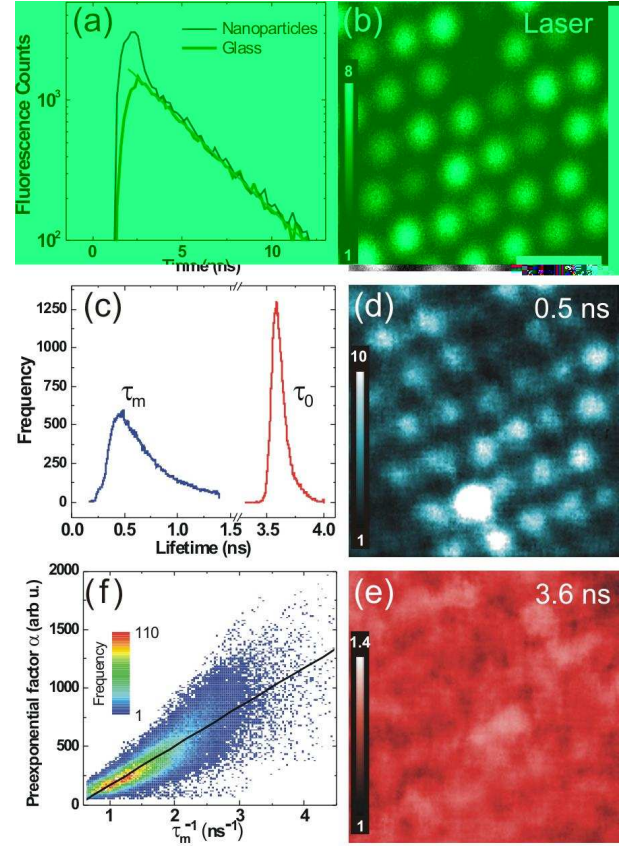 (a)
Nanoparticles
Glass
Fluorescence Counts
10³
10²
0
5
10
Time (ns)
(b)
Laser
8
1
(c)
τm
τ0
Frequency
1250
1000
750
500
250
0
0.0
0.5
1.0
1.5
3.5
4.0
Lifetime (ns)
(d)
0.5 ns
10
1
(f)
Preexponential factor α (arb u.)
2000
1500
1000
500
0
110
Frequency
1
1
2
3
4
τm⁻¹ (ns⁻¹)
(e)
3.6 ns
1.4
1